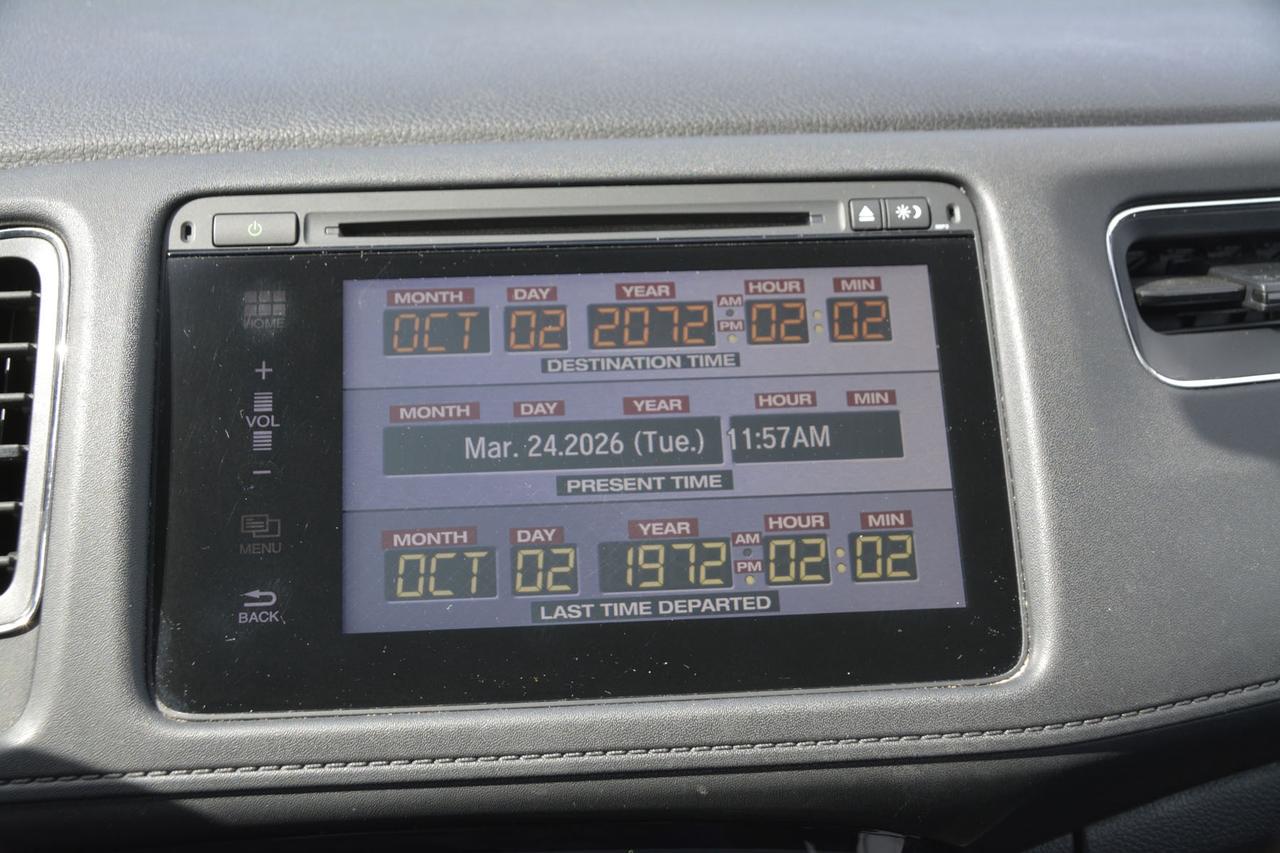 HOME
+
VOL
−
MENU
BACK
MONTH DAY YEAR AM HOUR MIN
OCT 02 2072 PM 02:02
DESTINATION TIME
MONTH DAY YEAR HOUR MIN
Mar. 24.2026 (Tue.) 11:57AM
PRESENT TIME
MONTH DAY YEAR AM HOUR MIN
OCT 02 1972 PM 02:02
LAST TIME DEPARTED